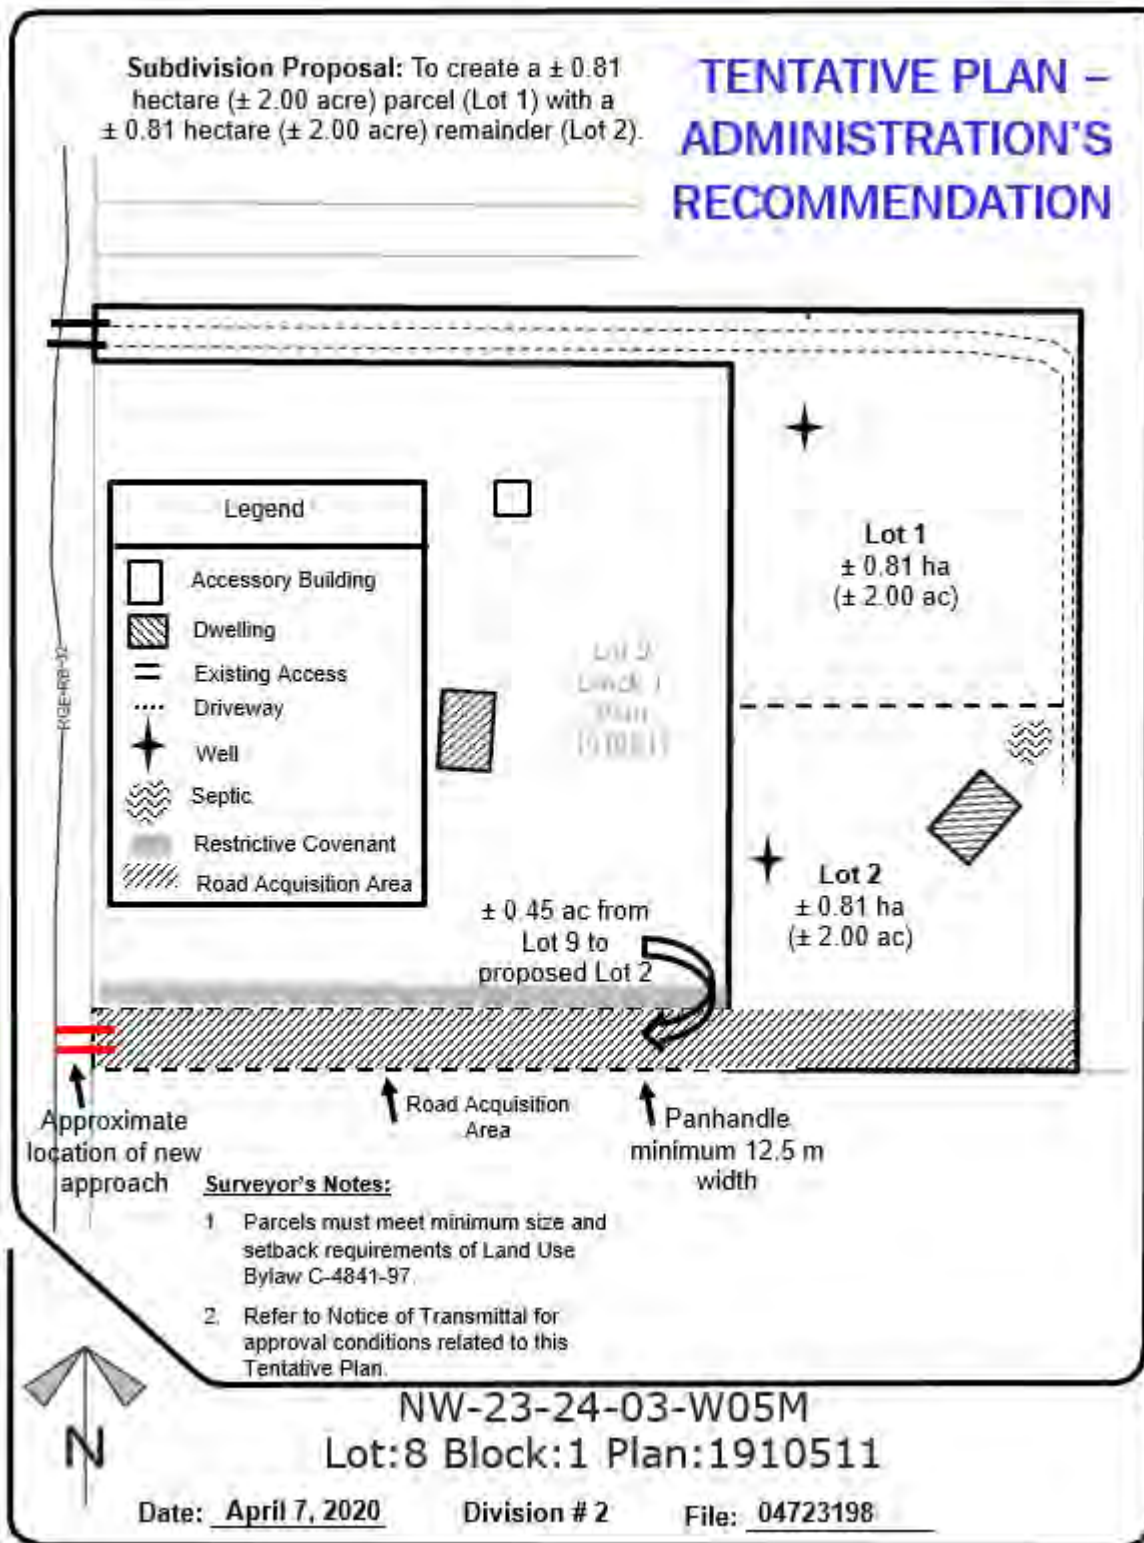 Subdivision Proposal: To create a ± 0.81
hectare (± 2.00 acre) parcel (Lot 1) with a
± 0.81 hectare (± 2.00 acre) remainder (Lot 2).
TENTATIVE PLAN –
ADMINISTRATION'S
RECOMMENDATION
Legend
Accessory Building
Dwelling
Existing Access
Driveway
Well
Septic
Restrictive Covenant
Road Acquisition Area
Lot 1
± 0.81 ha
(± 2.00 ac)
Lot 2
± 0.81 ha
(± 2.00 ac)
± 0.45 ac from
Lot 9 to
proposed Lot 2
Approximate
location of new
approach
Road Acquisition
Area
Panhandle
minimum 12.5 m
width
Surveyor's Notes:
1 Parcels must meet minimum size and
setback requirements of Land Use
Bylaw C-4841-97.
2. Refer to Notice of Transmittal for
approval conditions related to this
Tentative Plan.
N
NW-23-24-03-W05M
Lot:8 Block:1 Plan:1910511
Date: April 7, 2020 Division # 2 File: 04723198